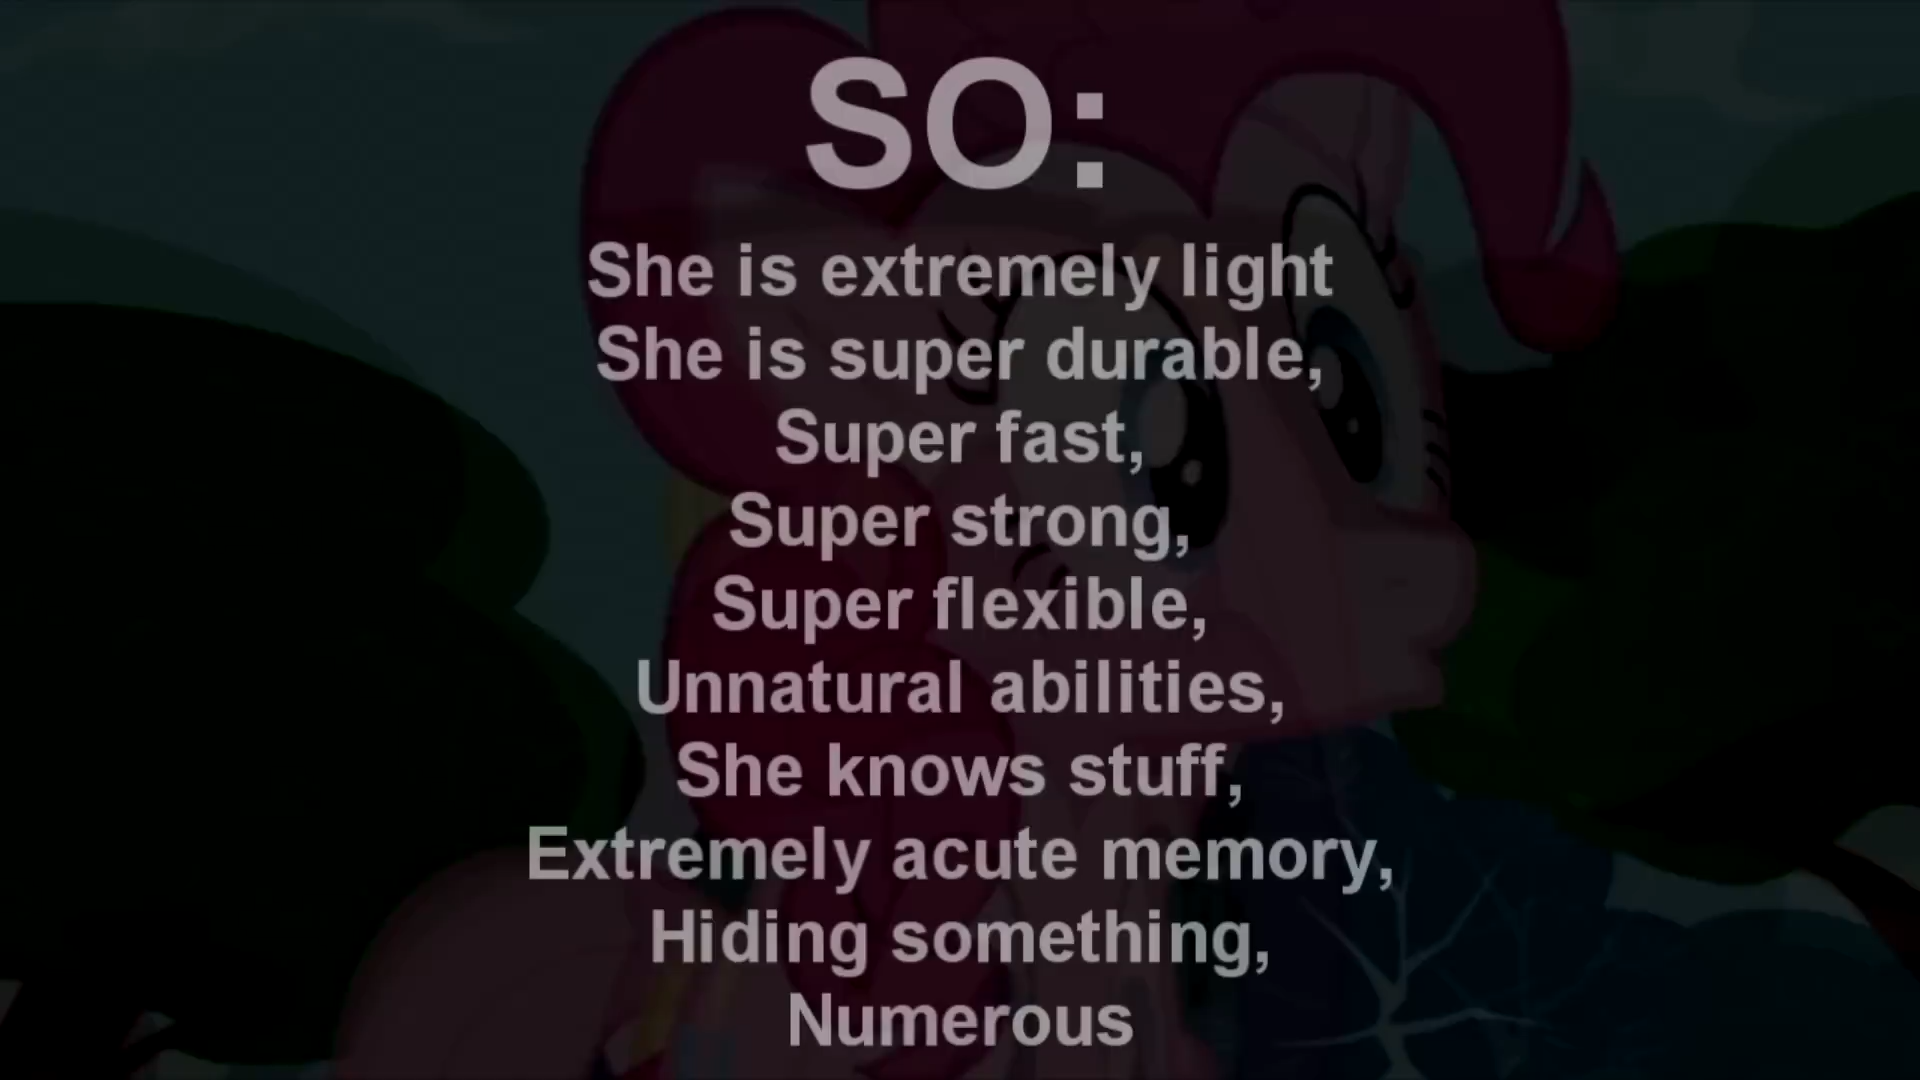 SO:
She is extremely light
She is super durable,
Super fast,
Super strong,
Super flexible,
Unnatural abilities,
She knows stuff,
Extremely acute memory,
Hiding something,
Numerous